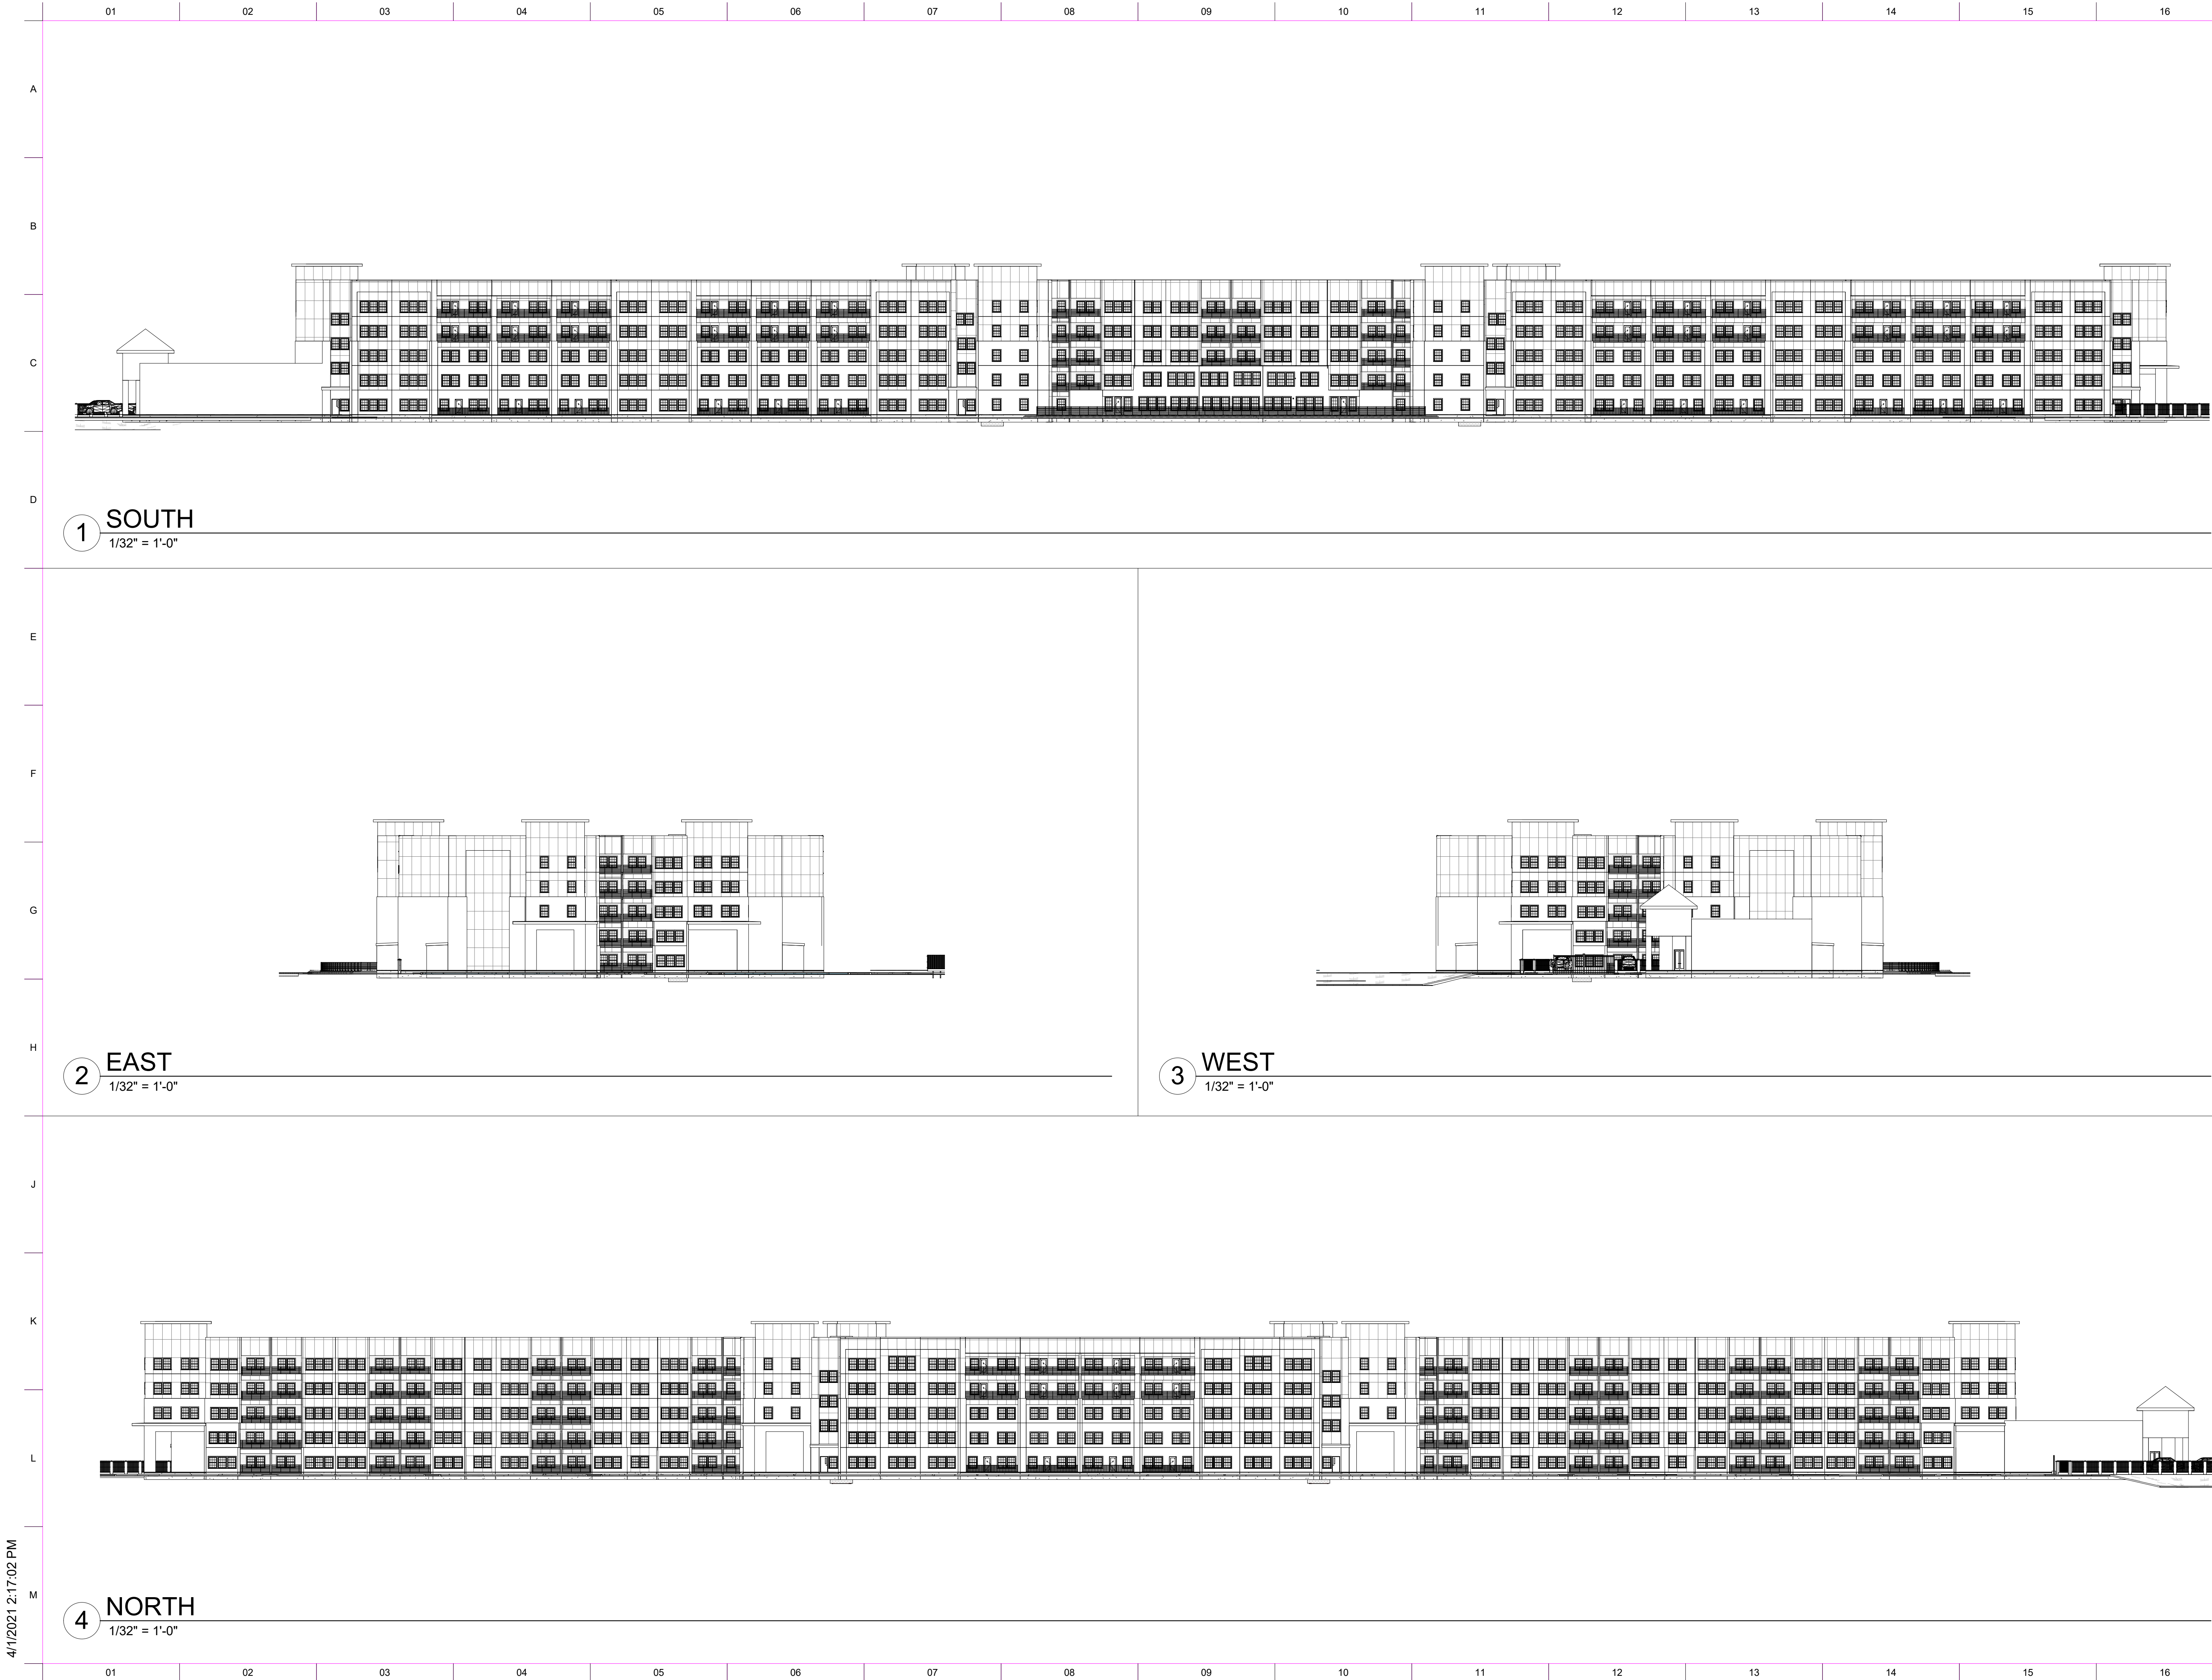 01 02 03 04 05 06 07 08 09 10 11 12 13 14 15 16
A
B
C
D
1 SOUTH
1/32" = 1'-0"
E
F
G
H
2 EAST
1/32" = 1'-0"
3 WEST
1/32" = 1'-0"
J
K
L
M
4 NORTH
1/32" = 1'-0"
4/1/2021 2:17:02 PM
01 02 03 04 05 06 07 08 09 10 11 12 13 14 15 16